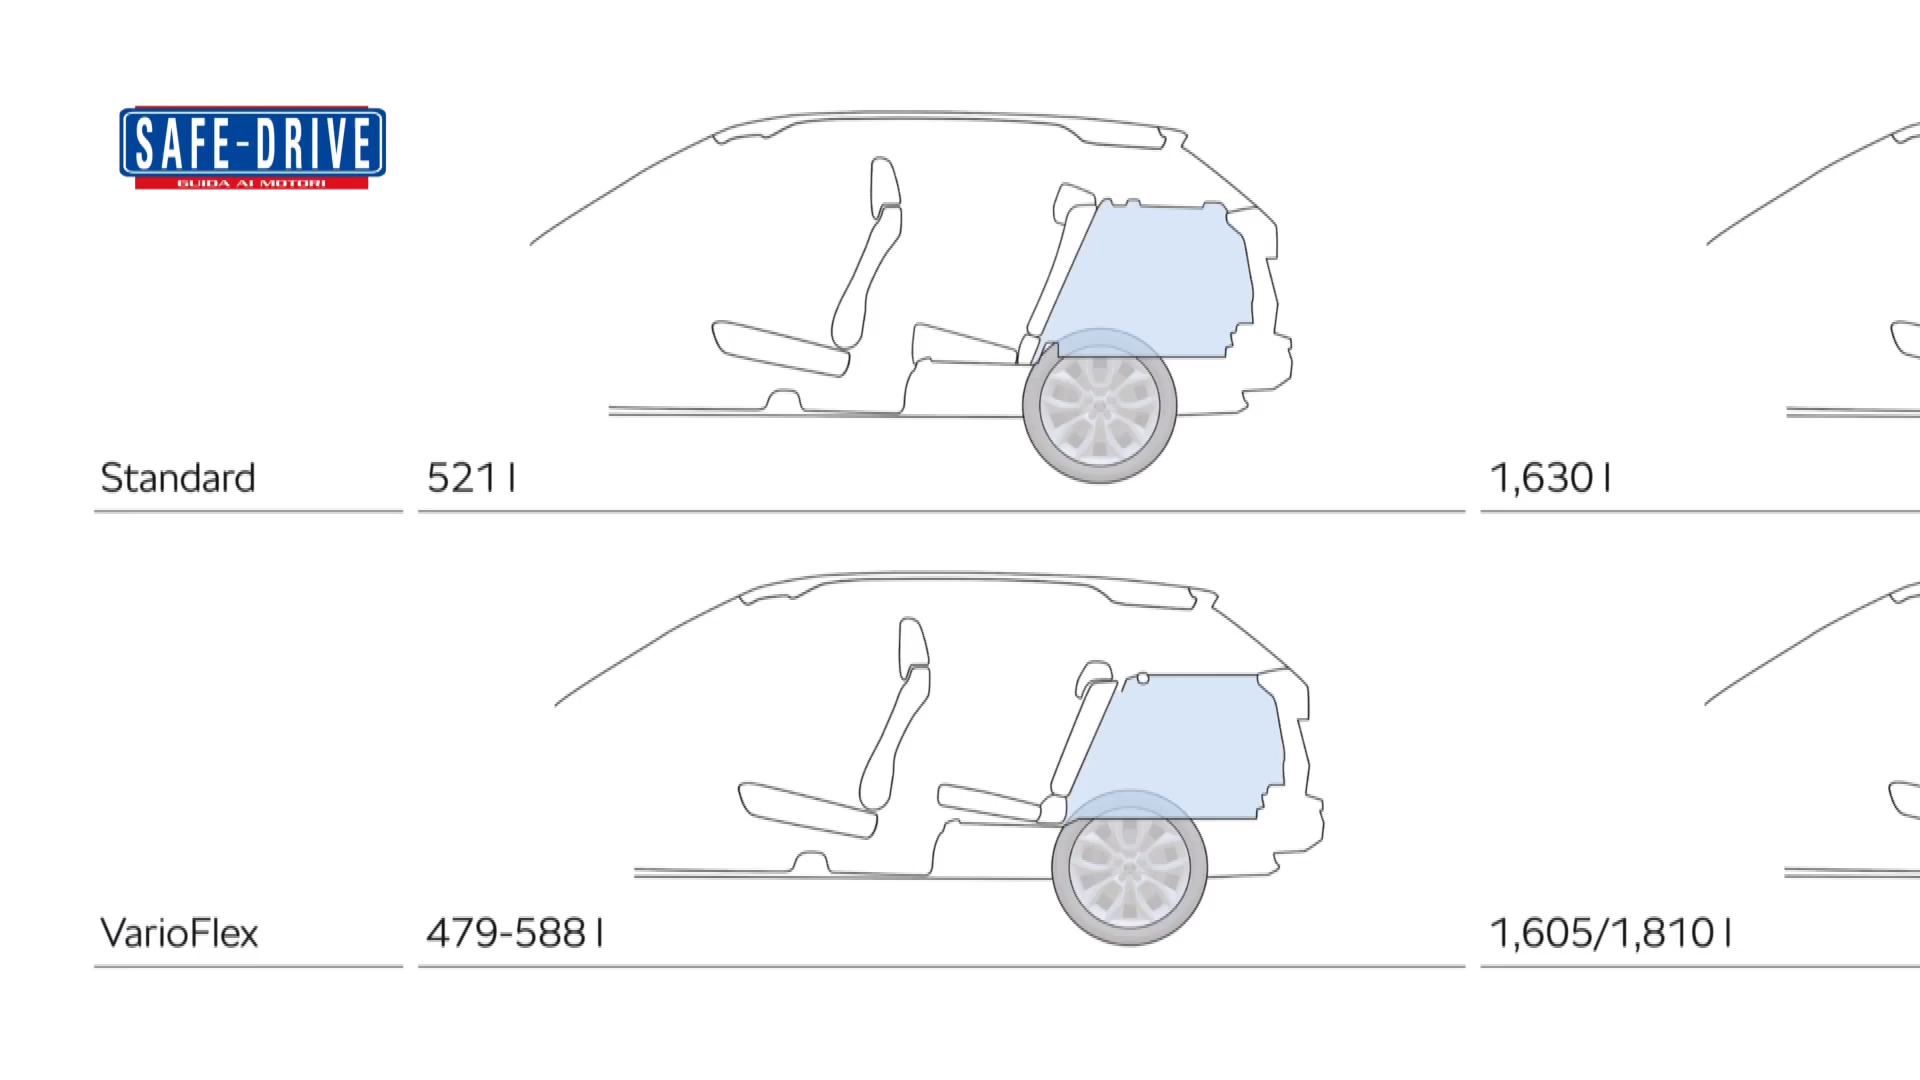 SAFE-DRIVE
GUIDA AI MOTORI
Standard
521 l
1,630 l
VarioFlex
479-588 l
1,605/1,810 l